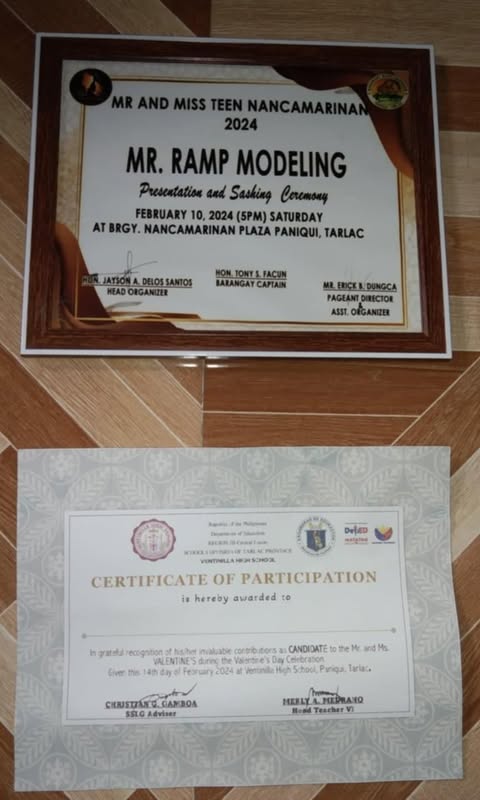 MR AND MISS TEEN NANCAMARINAN
2024
MR. RAMP MODELING
Presentation and Sashing Ceremony
FEBRUARY 10, 2024 (5PM) SATURDAY
AT BRGY. NANCAMARINAN PLAZA PANIQUI, TARLAC
HON. JAYSON A. DELOS SANTOS
HEAD ORGANIZER
HON. TONY S. FACUN
BARANGAY CAPTAIN
MR. ERICK B. DUNGCA
PAGEANT DIRECTOR
&
ASST. ORGANIZER
Republic of the Philippines
Department of Education
REGION III-Central Luzon
SCHOOLS DIVISION OF TARLAC PROVINCE
VENTINILLA HIGH SCHOOL
DepED
CERTIFICATE OF PARTICIPATION
is hereby awarded to
In grateful recognition of his/her invaluable contributions as CANDIDATE to the Mr. and Ms.
VALENTINE'S during the Valentine's Day Celebration.
Given this 14th day of February 2024 at Ventinilla High School, Paniqui, Tarlac.
CHRISTIAN G. GAMBOA
SSLG Adviser
MERLY A. MEDRANO
Head Teacher VI